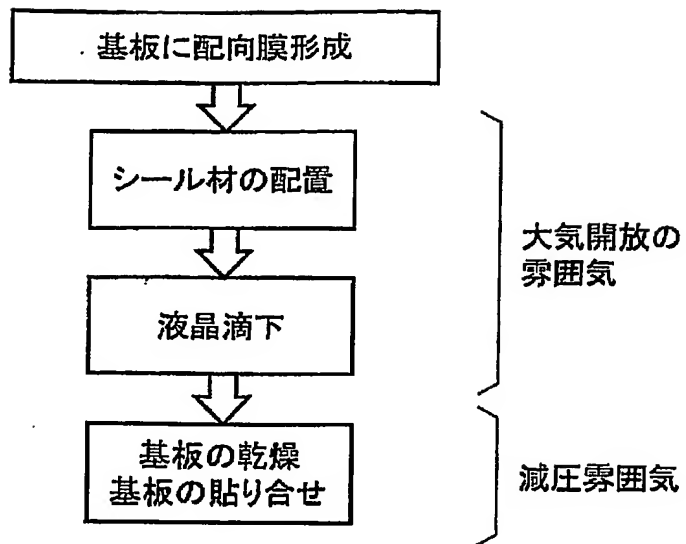 基板に配向膜形成
シール材の配置
大気開放の
雰囲気
液晶滴下
基板の乾燥
基板の貼り合せ
減圧雰囲気